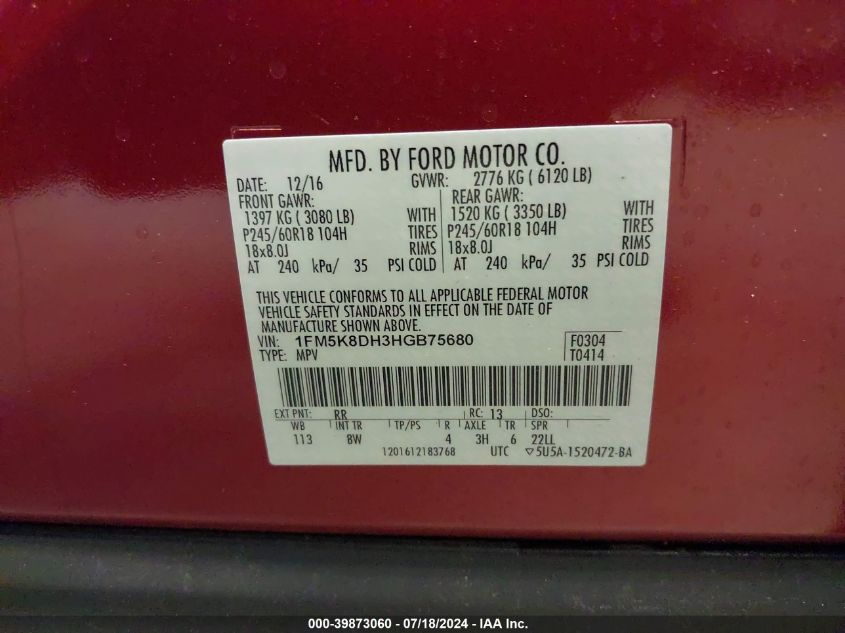 MFD. BY FORD MOTOR CO.
DATE: 12/16 GVWR: 2776 KG ( 6120 LB)
FRONT GAWR: REAR GAWR:
1397 KG ( 3080 LB) WITH 1520 KG ( 3350 LB) WITH
P245/60R18 104H TIRES P245/60R18 104H TIRES
18x8.0J RIMS 18x8.0J RIMS
AT 240 kPa/ 35 PSI COLD AT 240 kPa/ 35 PSI COLD
THIS VEHICLE CONFORMS TO ALL APPLICABLE FEDERAL MOTOR
VEHICLE SAFETY STANDARDS IN EFFECT ON THE DATE OF
MANUFACTURE SHOWN ABOVE.
VIN: 1FM5K8DH3HGB75680 F0304
TYPE: MPV T0414
EXT PNT: RR RC: 13 DSO:
WB INT TR TP/PS R AXLE TR SPR
113 8W 4 3H 6 22LL
1201612183768 UTC ▽5U5A-1520472-BA
000-39873060 - 07/18/2024 - IAA Inc.